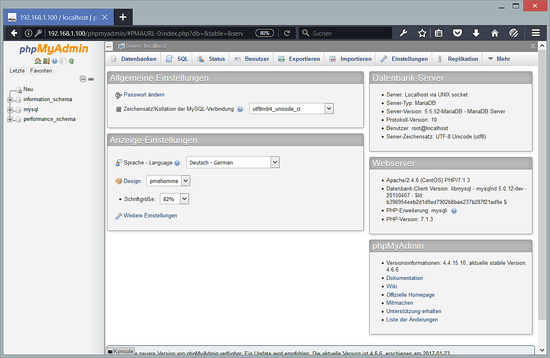 192.168.1.100 / localhost | p
192.168.1.100/phpmyadmin/#PMAURL-0:index.php?db=&table=&serv
80%
Suchen
phpMyAdmin
Letzte Favoriten
Neu
information_schema
mysql
performance_schema
Server: localhost
Datenbanken
SQL
Status
Benutzer
Exportieren
Importieren
Einstellungen
Replikation
Mehr
Allgemeine Einstellungen
Passwort ändern
Zeichensatz/Kollation der MySQL-Verbindung
utf8mb4_unicode_ci
Anzeige-Einstellungen
Sprache - Language
Deutsch - German
Design:
pmahomme
Schriftgröße:
82%
Weitere Einstellungen
Datenbank-Server
Server: Localhost via UNIX socket
Server-Typ: MariaDB
Server-Version: 5.5.52-MariaDB - MariaDB Server
Protokoll-Version: 10
Benutzer: root@localhost
Server-Zeichensatz: UTF-8 Unicode (utf8)
Webserver
Apache/2.4.6 (CentOS) PHP/7.1.3
Datenbank-Client Version: libmysql - mysqlnd 5.0.12-dev
- 20150407 - $Id:
b396954eeb2d1d9ed7902b8bae237b287f21ad9e $
PHP-Erweiterung: mysqli
PHP-Version: 7.1.3
phpMyAdmin
Versionsinformationen: 4.4.15.10, aktuelle stabile Version:
4.6.6
Dokumentation
Wiki
Offizielle Homepage
Mitmachen
Unterstützung erhalten
Liste der Änderungen
Konsole
e neuere Version von phpMyAdmin verfügbar. Ein Update wird empfohlen. Die aktuelle Version ist 4.6.6, erschienen am 2017-01-23.